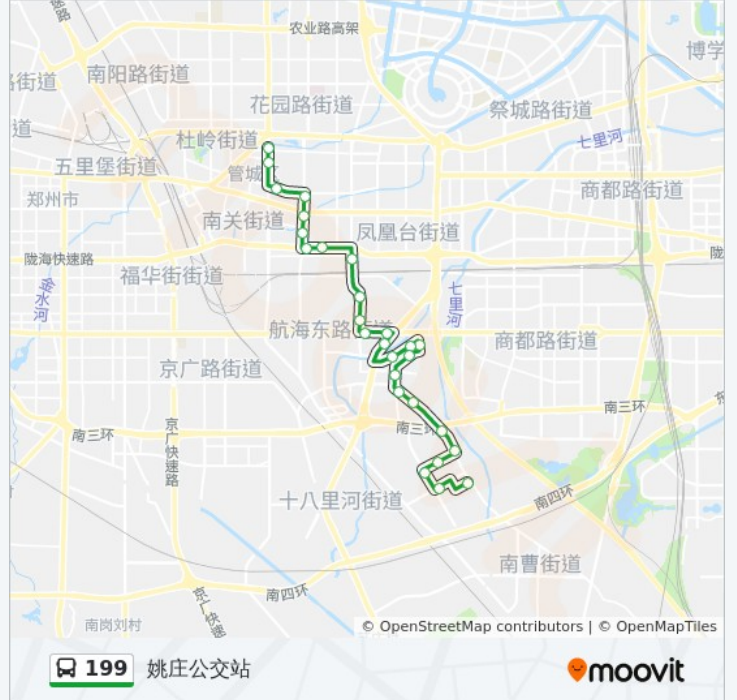 路
农业路高架
博学
南阳路街道
街道
花园路街道
祭城路街道
道
杜岭街道
七里河
五里堡街道
管城
商都路街道
郑州市
南关街道
凤凰台街道
陇海快速路
陇
福华街街道
金水河
七里河
航海东路街道
商都路街道
京广路街道
南三环
南三环
南三环
京广快速路
十八里河街道
南四环
南曹街道
南四环
京广快
南岗刘村
© OpenStreetMap contributors | © OpenMapTiles
199 姚庄公交站
moovit